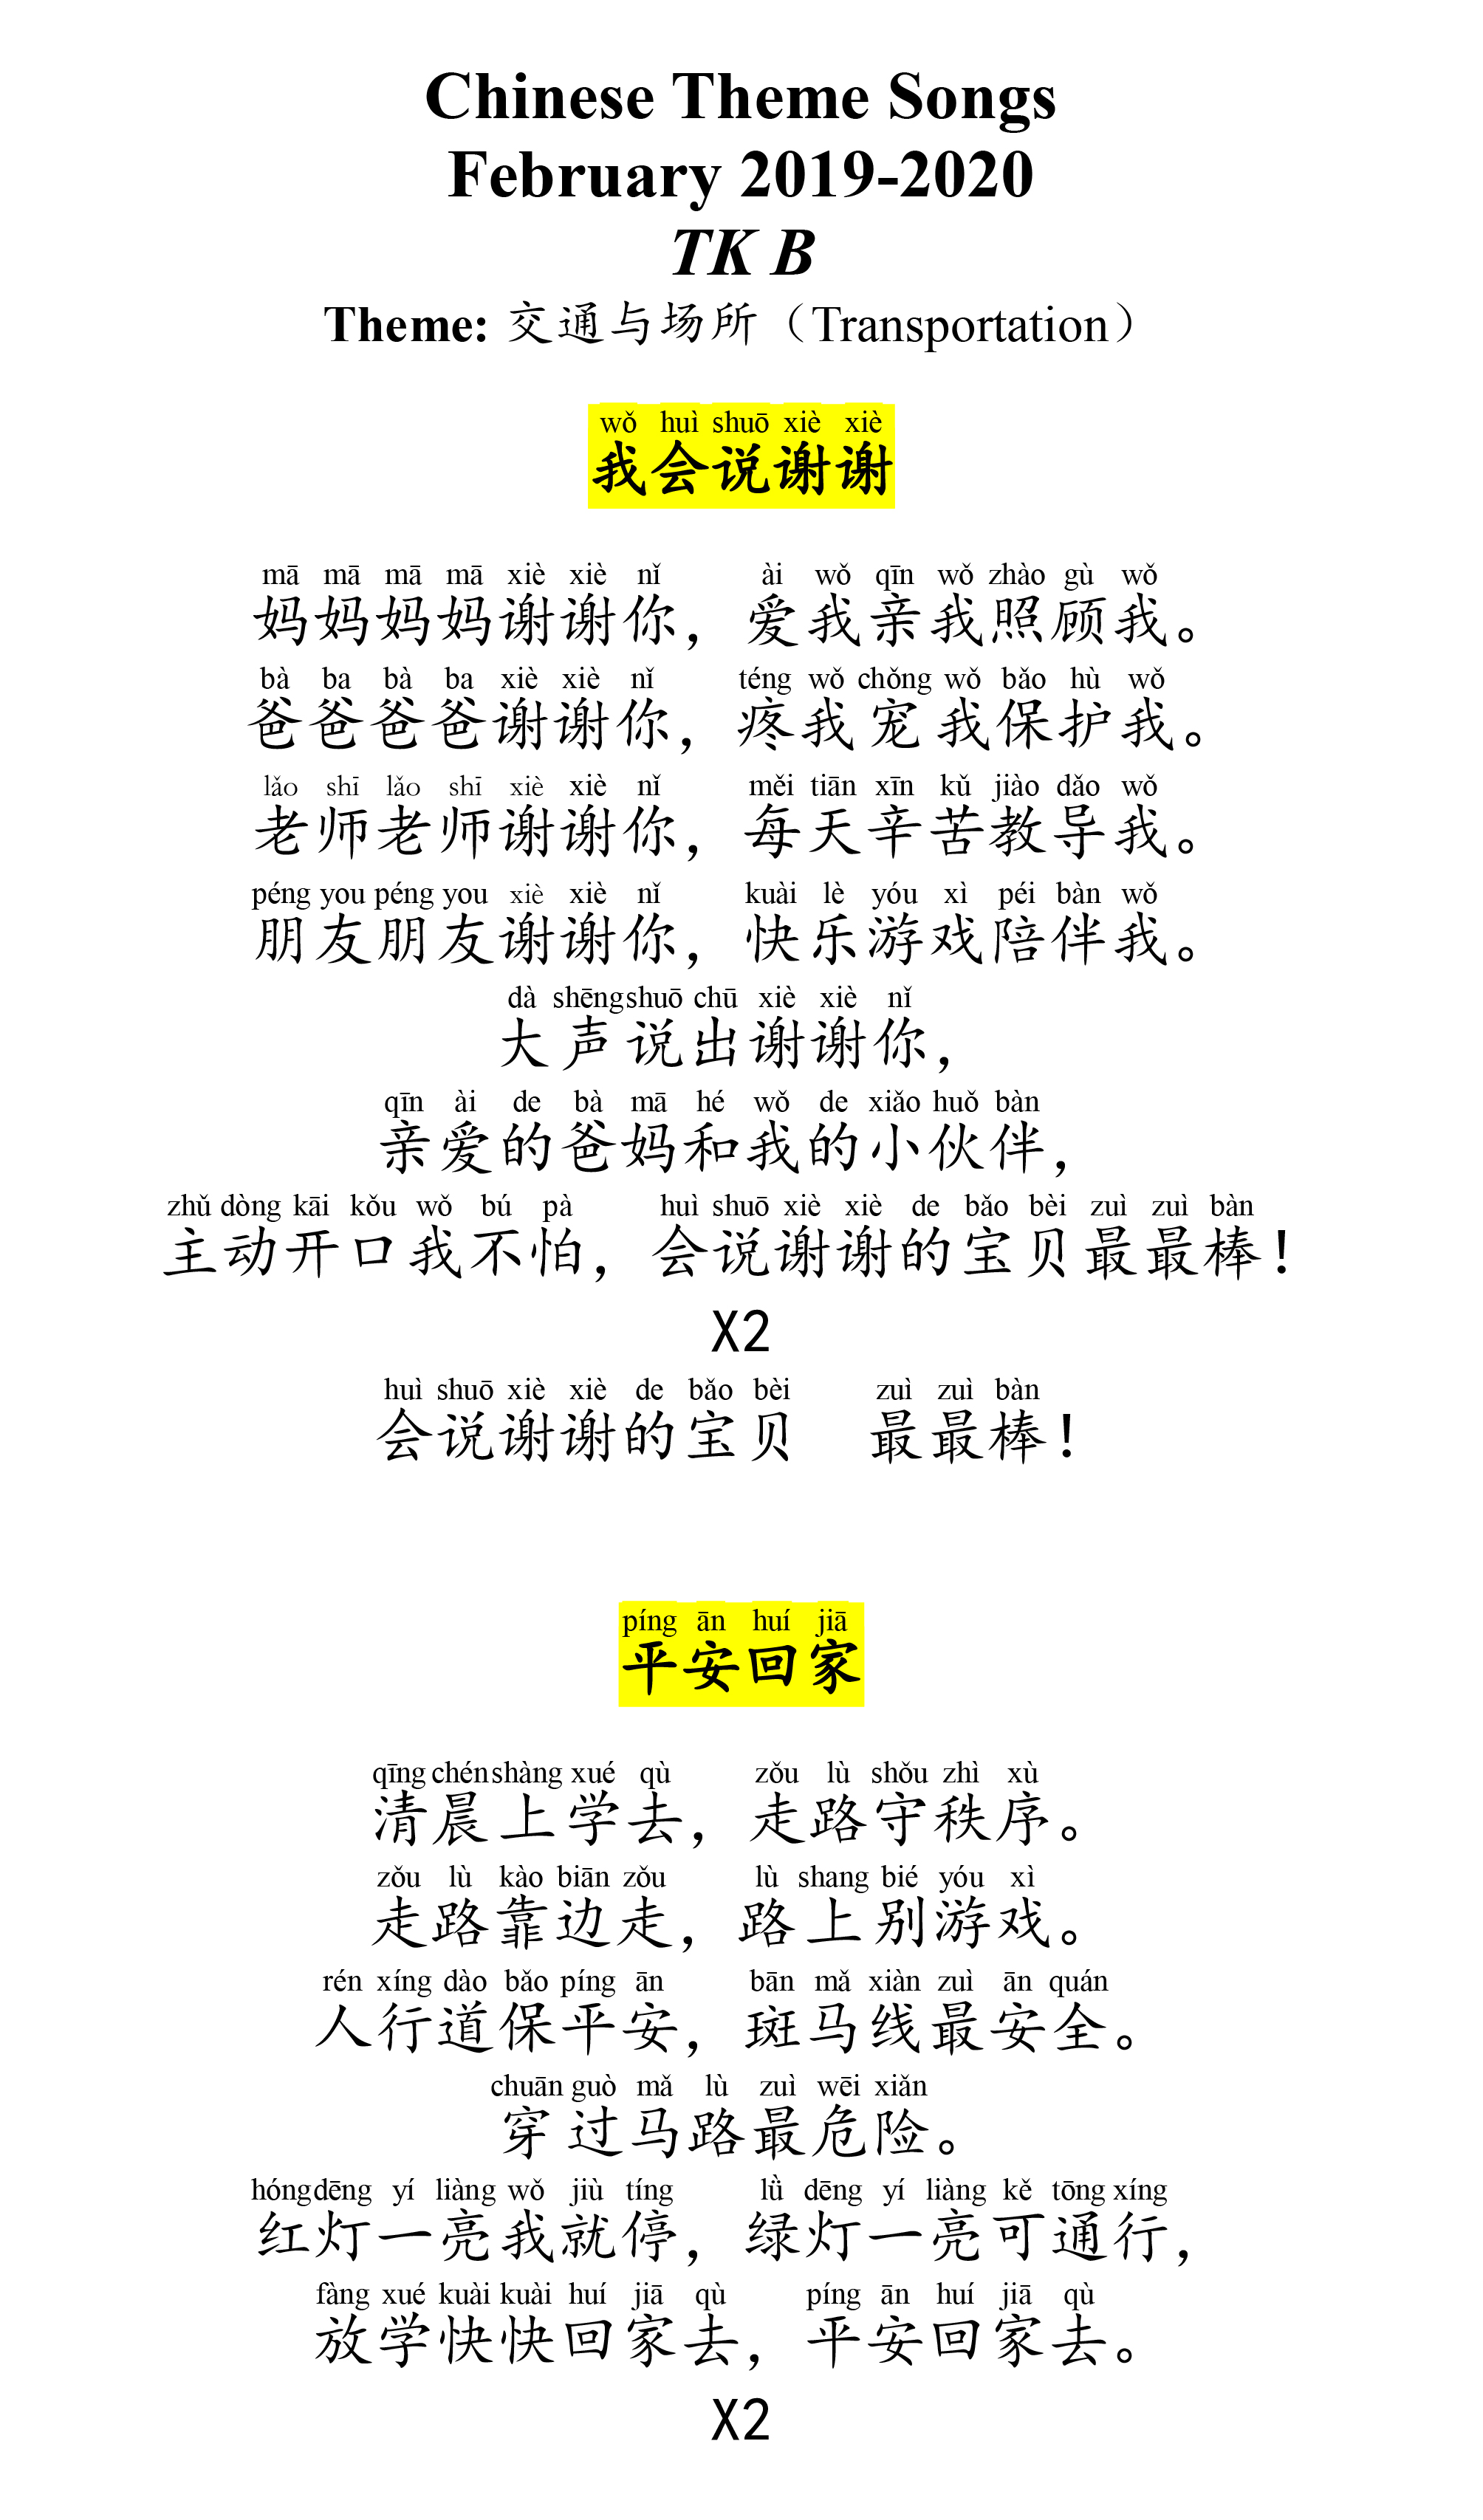 Chinese Theme Songs
February 2019-2020
TK B
Theme: 交通与场所（Transportation）
wǒ huì shuō xiè xiè
我会说谢谢
mā mā mā mā xiè xiè nǐ ài wǒ qīn wǒ zhào gù wǒ
妈妈妈妈谢谢你，爱我亲我照顾我。
bà ba bà ba xiè xiè nǐ téng wǒ chǒng wǒ bǎo hù wǒ
爸爸爸爸谢谢你，疼我宠我保护我。
lǎo shī lǎo shī xiè xiè nǐ měi tiān xīn kǔ jiào dǎo wǒ
老师老师谢谢你，每天辛苦教导我。
péng you péng you xiè xiè nǐ kuài lè yóu xì péi bàn wǒ
朋友朋友谢谢你，快乐游戏陪伴我。
dà shēng shuō chū xiè xiè nǐ
大声说出谢谢你，
qīn ài de bà mā hé wǒ de xiǎo huǒ bàn
亲爱的爸妈和我的小伙伴，
zhǔ dòng kāi kǒu wǒ bú pà huì shuō xiè xiè de bǎo bèi zuì zuì bàn
主动开口我不怕，会说谢谢的宝贝最最棒！
X2
huì shuō xiè xiè de bǎo bèi zuì zuì bàn
会说谢谢的宝贝 最最棒！
píng ān huí jiā
平安回家
qīng chén shàng xué qù zǒu lù shǒu zhì xù
清晨上学去，走路守秩序。
zǒu lù kào biān zǒu lù shang bié yóu xì
走路靠边走，路上别游戏。
rén xíng dào bǎo píng ān bān mǎ xiàn zuì ān quán
人行道保平安，斑马线最安全。
chuān guò mǎ lù zuì wēi xiǎn
穿过马路最危险。
hóng dēng yí liàng wǒ jiù tíng lǜ dēng yí liàng kě tōng xíng
红灯一亮我就停，绿灯一亮可通行，
fàng xué kuài kuài huí jiā qù píng ān huí jiā qù
放学快快回家去，平安回家去。
X2